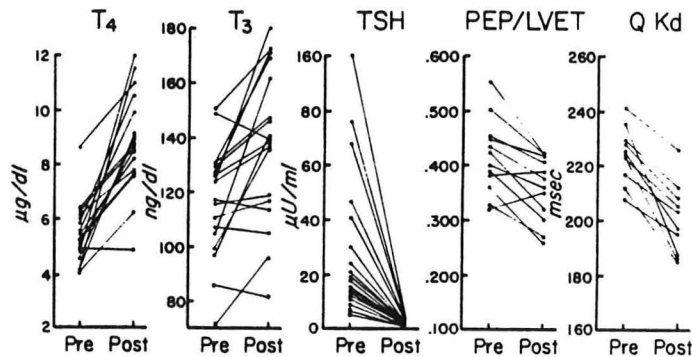 T4 T3 TSH PEP/LVET Q Kd
12 10 8 6 4 2
μg/dl
180 160 140 120 100 80
ng/dl
160 80 60 40 20 0
μU/ml
.600 .500 .400 .300 .200 .100
260 240 220 200 180 160
msec
Pre Post Pre Post Pre Post Pre Post Pre Post